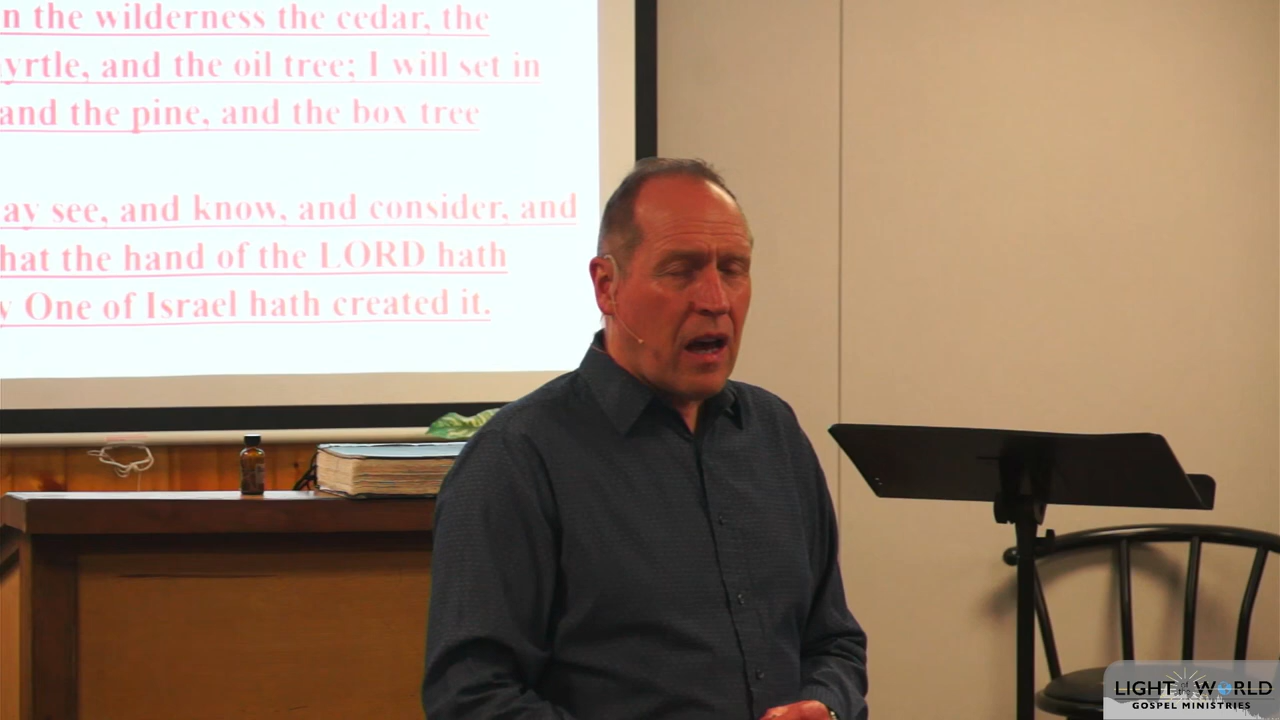 n the wilderness the cedar, the
yrtle, and the oil tree; I will set in
and the pine, and the box tree
ay see, and know, and consider, and
hat the hand of the LORD hath
One of Israel hath created it.
LIGHT of WORLD
GOSPEL MINISTRIES